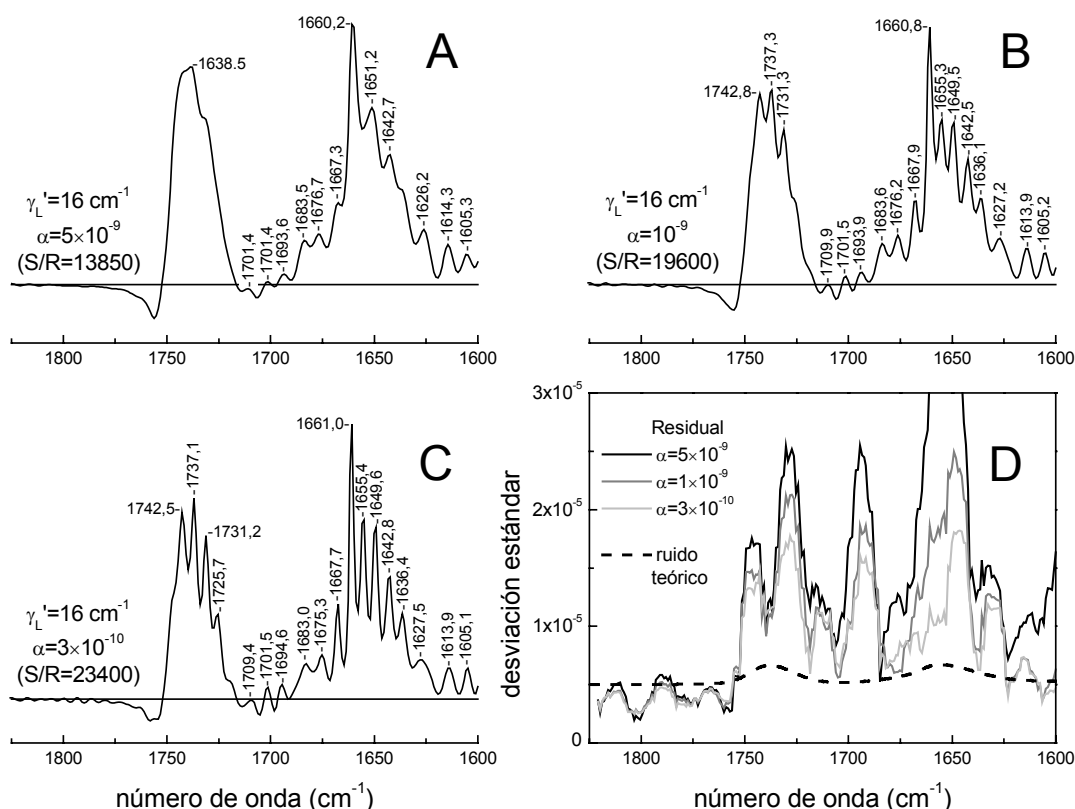 A
1660,2-
-1638.5
-1651,2
-1642,7
-1667,3
-1683,5
-1676,7
-1701,4
-1701,4
-1693,6
-1626,2
-1614,3
-1605,3
γL'=16 cm-1
α=5×10-9
(S/R=13850)
1800 1750 1700 1650 1600
B
1660,8-
1742,8-
-1737,3
-1731,3
-1655,3
-1649,5
-1642,5
-1636,1
-1667,9
-1683,6
-1676,2
-1709,9
-1701,5
-1693,9
-1627,2
-1613,9
-1605,2
γL'=16 cm-1
α=10-9
(S/R=19600)
1800 1750 1700 1650 1600
C
1661,0-
1742,5-
-1737,1
-1731,2
-1725,7
-1655,4
-1649,6
-1642,8
-1636,4
-1667,7
-1683,0
-1675,3
-1709,4
-1701,5
-1694,6
-1627,5
-1613,9
-1605,1
γL'=16 cm-1
α=3×10-10
(S/R=23400)
1800 1750 1700 1650 1600
número de onda (cm-1)
D
3x10-5
2x10-5
1x10-5
0
desviación estándar
Residual
α=5×10-9
α=1×10-9
α=3×10-10
ruido
teórico
1800 1750 1700 1650 1600
número de onda (cm-1)